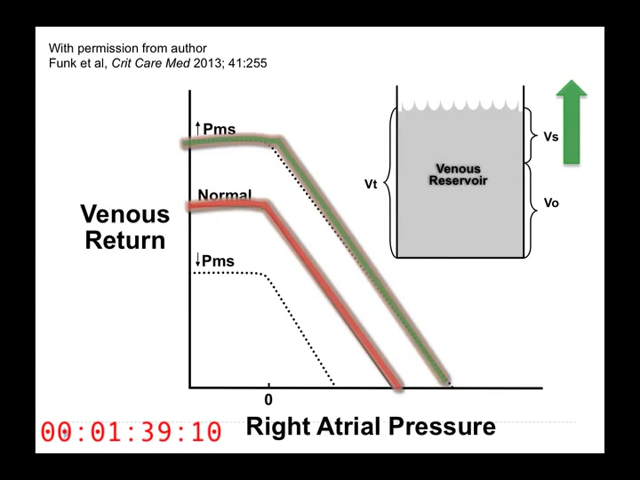 With permission from author
Funk et al, Crit Care Med 2013; 41:255
↑Pms
Normal
↓Pms
Venous
Return
Vt
Venous
Reservoir
Vs
Vo
0
Right Atrial Pressure
00:01:39:10